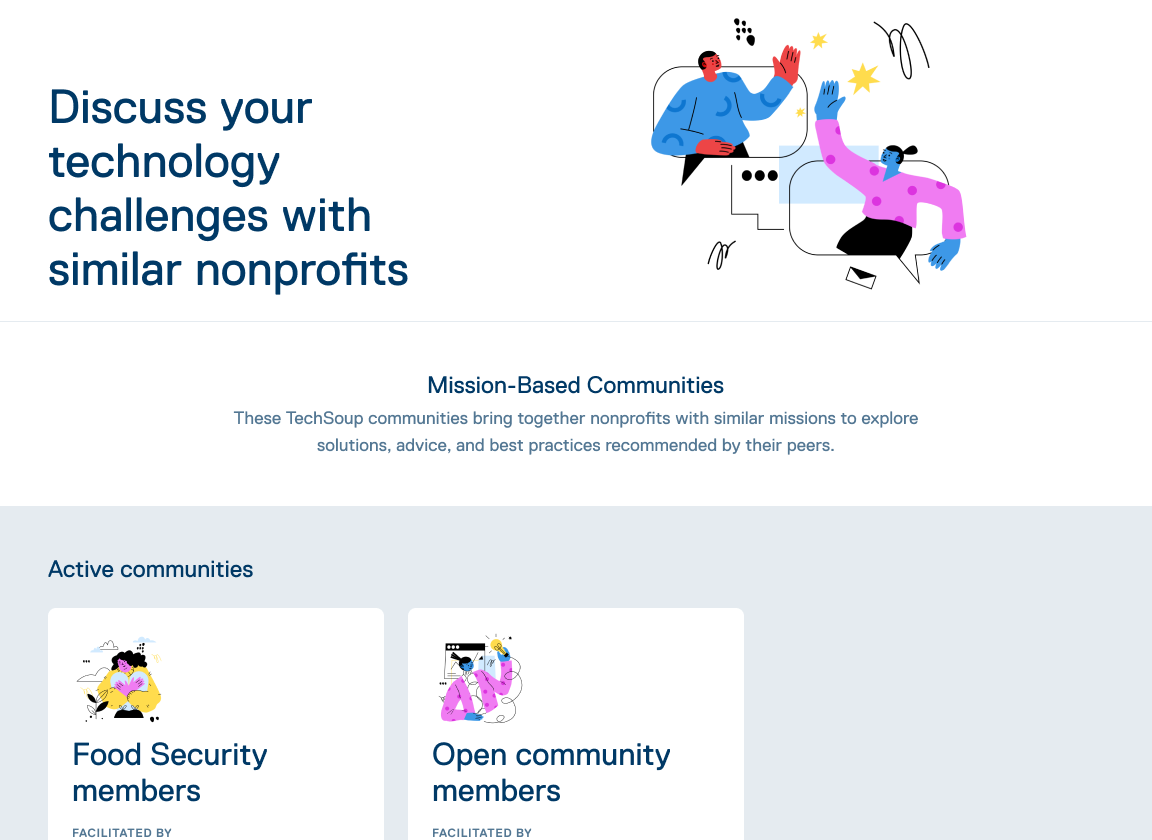 Discuss your
technology
challenges with
similar nonprofits
Mission-Based Communities
These TechSoup communities bring together nonprofits with similar missions to explore
solutions, advice, and best practices recommended by their peers.
Active communities
Food Security
members
FACILITATED BY
Open community
members
FACILITATED BY